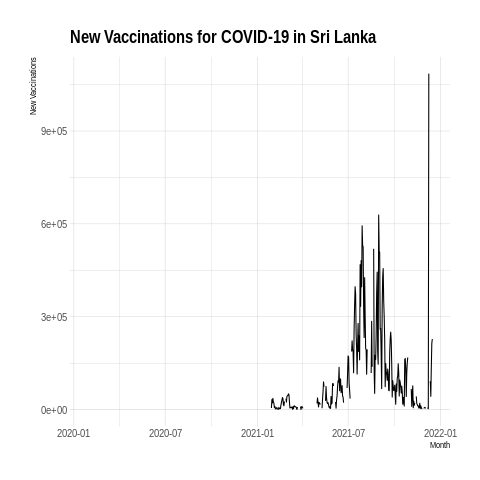 New Vaccinations for COVID-19 in Sri Lanka
New Vaccinations
9e+05
6e+05
3e+05
0e+00
2020-01
2020-07
2021-01
2021-07
2022-01
Month